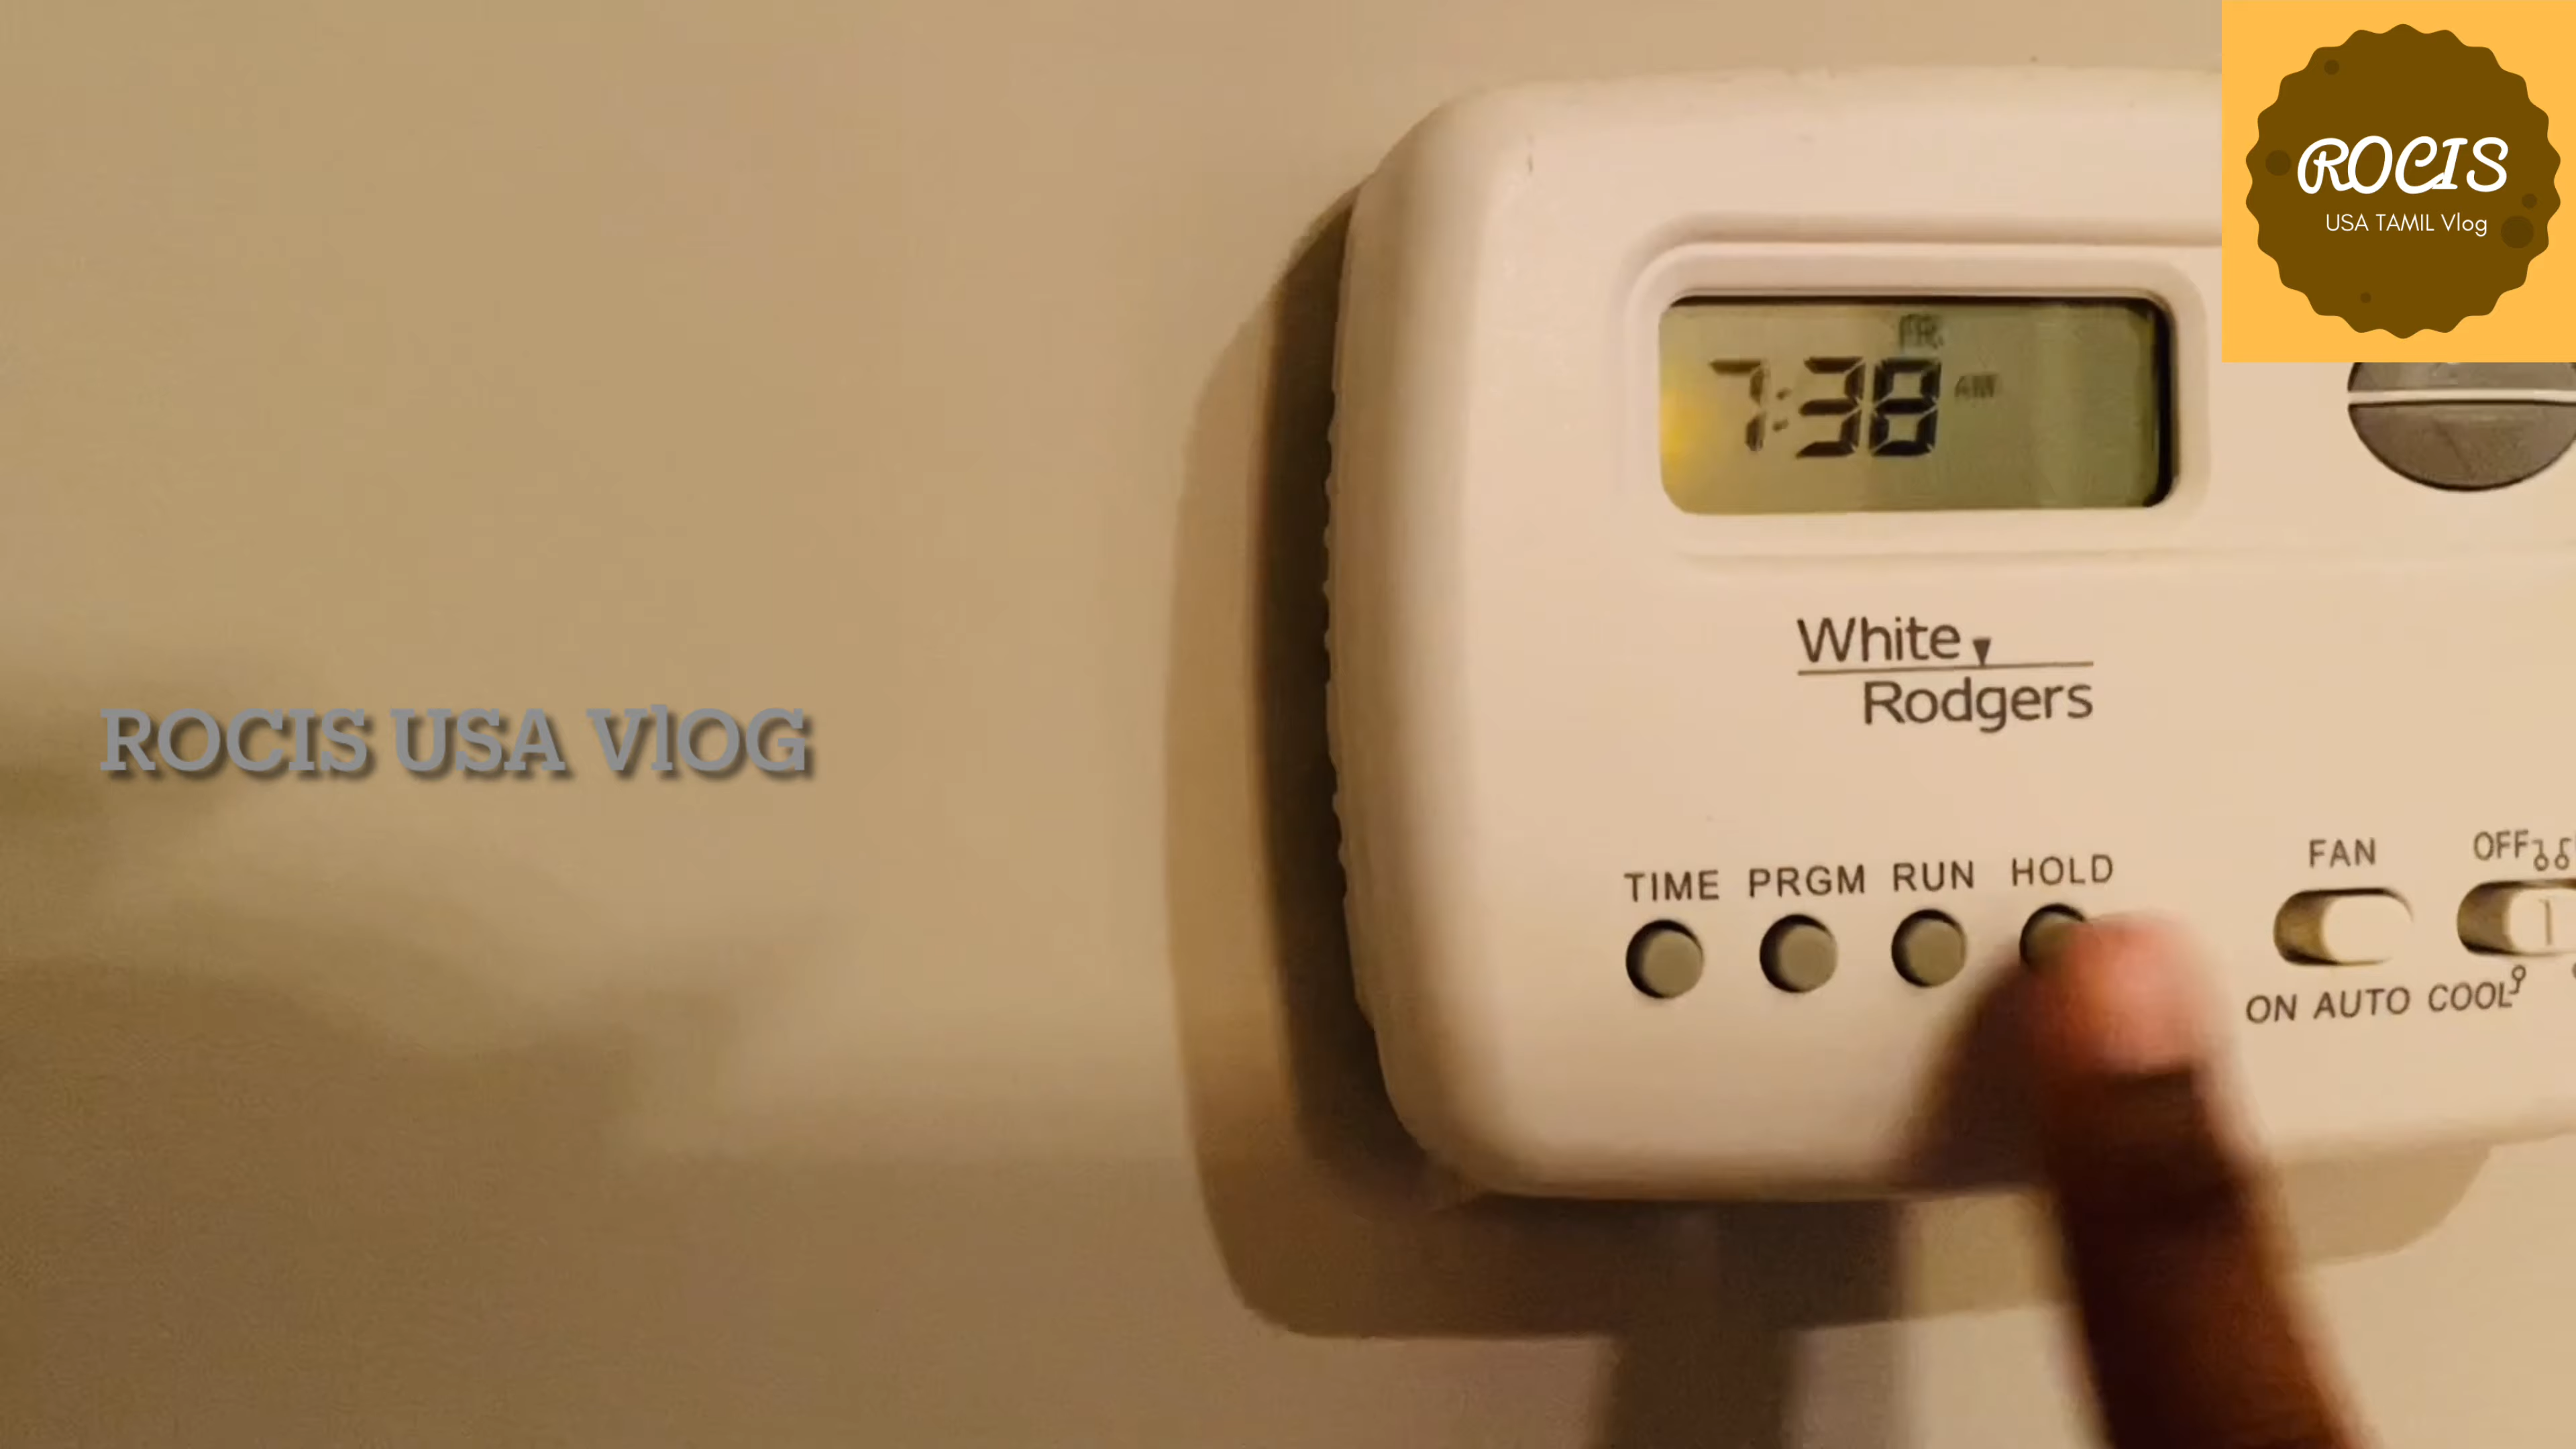 ROCIS
USA TAMIL Vlog
FR
7:38 AM
White
Rodgers
ROCIS USA VlOG
TIME PRGM RUN HOLD
FAN OFF
ON AUTO COOL